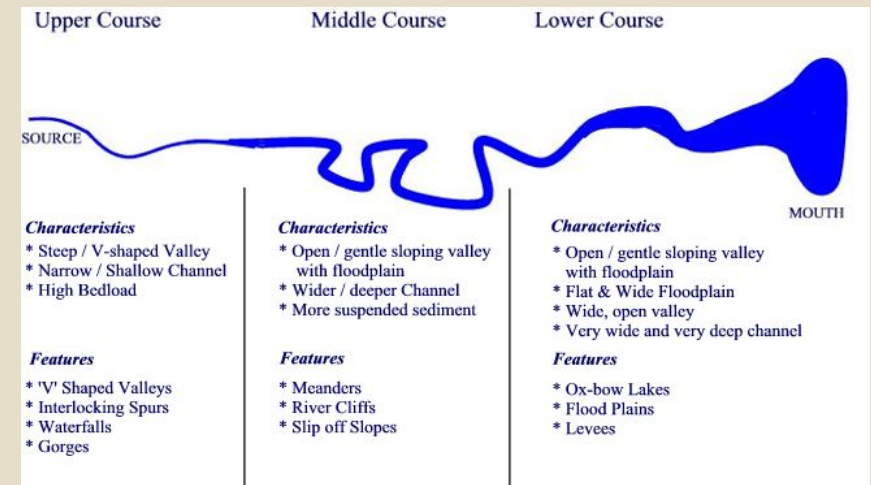 Upper Course
Middle Course
Lower Course
SOURCE
MOUTH
Characteristics
* Steep / V-shaped Valley
* Narrow / Shallow Channel
* High Bedload
Features
* 'V' Shaped Valleys
* Interlocking Spurs
* Waterfalls
* Gorges
Characteristics
* Open / gentle sloping valley
with floodplain
* Wider / deeper Channel
* More suspended sediment
Features
* Meanders
* River Cliffs
* Slip off Slopes
Characteristics
* Open / gentle sloping valley
with floodplain
* Flat & Wide Floodplain
* Wide, open valley
* Very wide and very deep channel
Features
* Ox-bow Lakes
* Flood Plains
* Levees